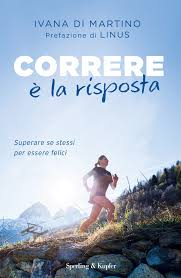 IVANA DI MARTINO
Prefazione di LINUS
CORRERE
è la risposta
Superare se stessi
per essere felici
Sperling & Kupfer